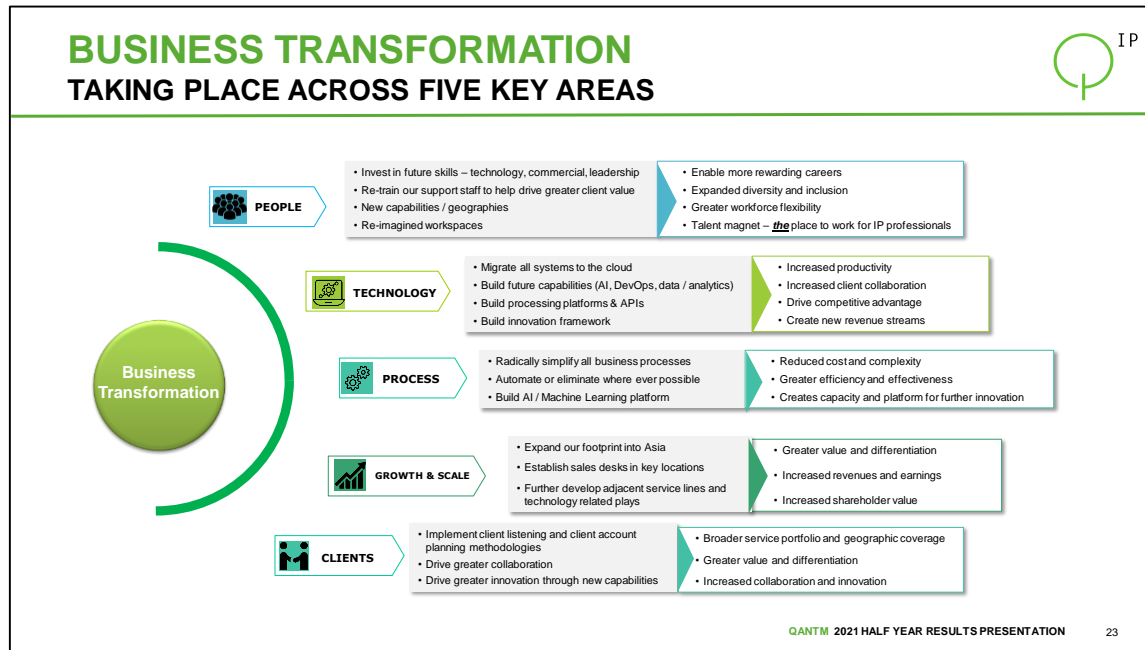 BUSINESS TRANSFORMATION
TAKING PLACE ACROSS FIVE KEY AREAS
IP
Business
Transformation
PEOPLE
• Invest in future skills – technology, commercial, leadership
• Re-train our support staff to help drive greater client value
• New capabilities / geographies
• Re-imagined workspaces
• Enable more rewarding careers
• Expanded diversity and inclusion
• Greater workforce flexibility
• Talent magnet – the place to work for IP professionals
TECHNOLOGY
• Migrate all systems to the cloud
• Build future capabilities (AI, DevOps, data / analytics)
• Build processing platforms & APIs
• Build innovation framework
• Increased productivity
• Increased client collaboration
• Drive competitive advantage
• Create new revenue streams
PROCESS
• Radically simplify all business processes
• Automate or eliminate where ever possible
• Build AI / Machine Learning platform
• Reduced cost and complexity
• Greater efficiency and effectiveness
• Creates capacity and platform for further innovation
GROWTH & SCALE
• Expand our footprint into Asia
• Establish sales desks in key locations
• Further develop adjacent service lines and
technology related plays
• Greater value and differentiation
• Increased revenues and earnings
• Increased shareholder value
CLIENTS
• Implement client listening and client account
planning methodologies
• Drive greater collaboration
• Drive greater innovation through new capabilities
• Broader service portfolio and geographic coverage
• Greater value and differentiation
• Increased collaboration and innovation
QANTM 2021 HALF YEAR RESULTS PRESENTATION 23